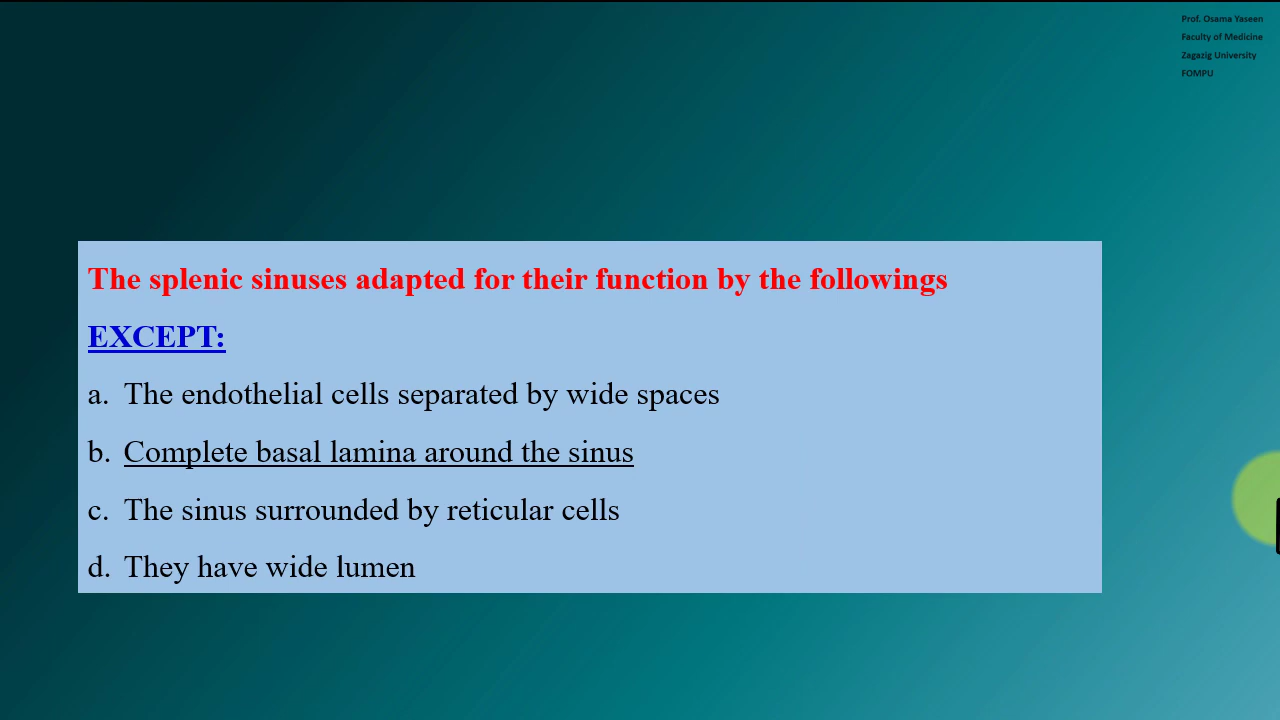 Prof. Osama Yaseen
Faculty of Medicine
Zagazig University
FOMPU
The splenic sinuses adapted for their function by the followings
EXCEPT:
a. The endothelial cells separated by wide spaces
b. Complete basal lamina around the sinus
c. The sinus surrounded by reticular cells
d. They have wide lumen